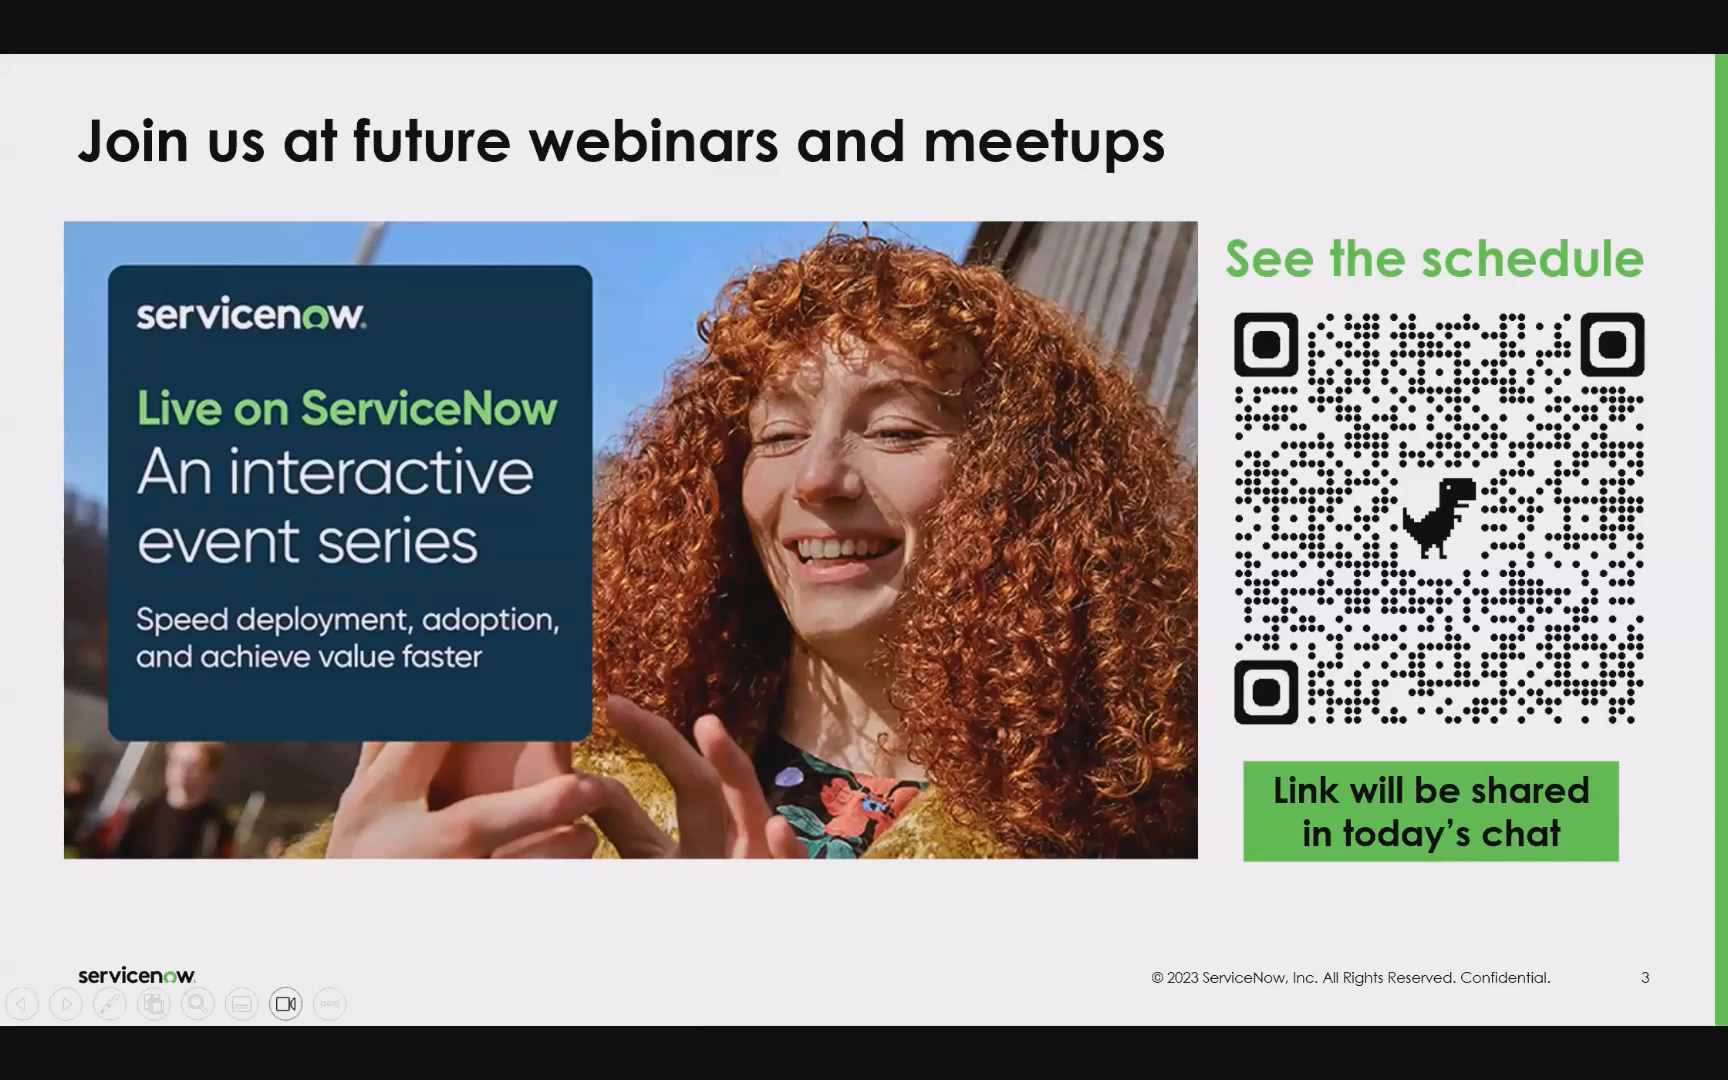 Join us at future webinars and meetups
servicenow.
Live on ServiceNow
An interactive
event series
Speed deployment, adoption,
and achieve value faster
See the schedule
Link will be shared
in today’s chat
servicenow.
© 2023 ServiceNow, Inc. All Rights Reserved. Confidential.
3